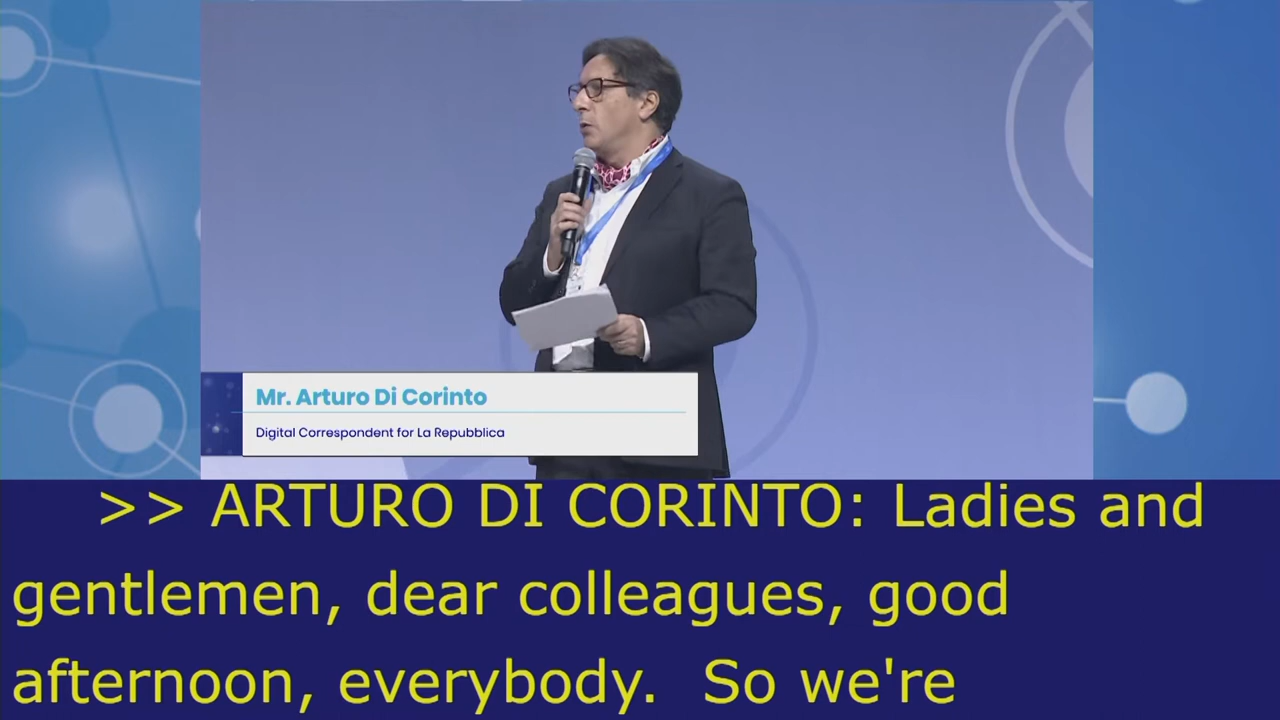 Mr. Arturo Di Corinto
Digital Correspondent for La Repubblica
>> ARTURO DI CORINTO: Ladies and
gentlemen, dear colleagues, good
afternoon, everybody.  So we're